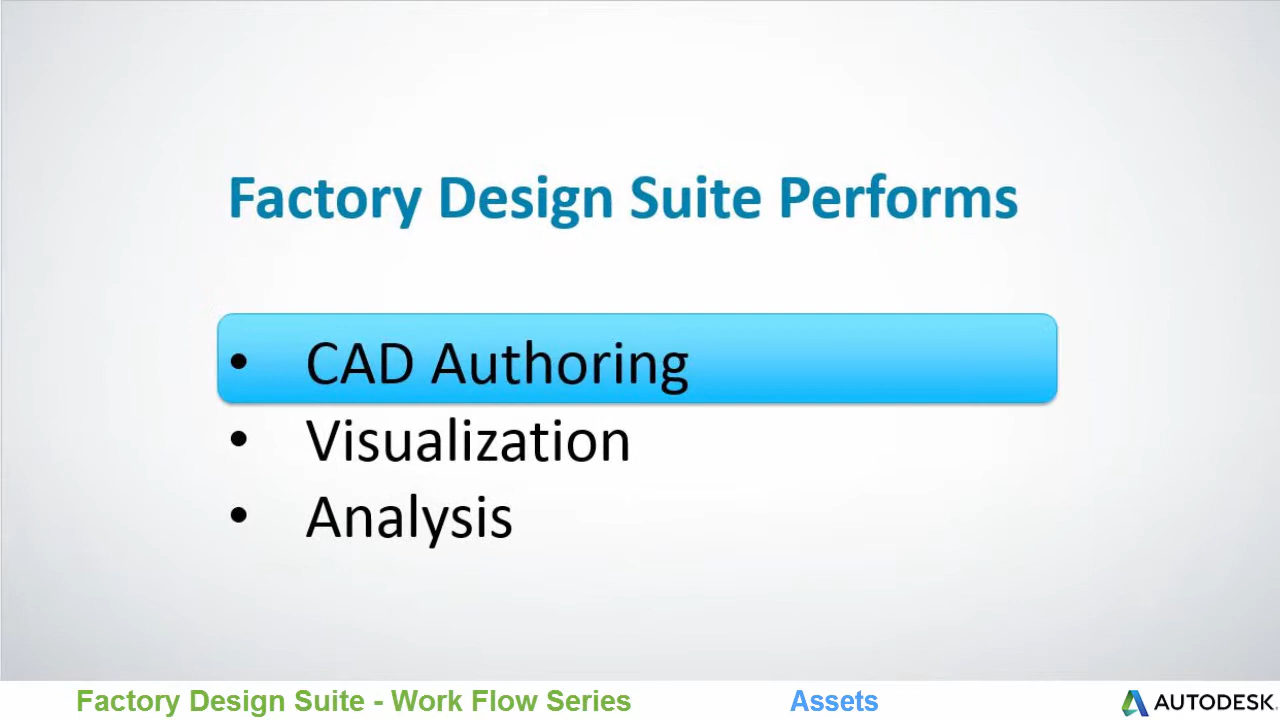 Factory Design Suite Performs
• CAD Authoring
• Visualization
• Analysis
Factory Design Suite - Work Flow Series
Assets
AUTODESK.